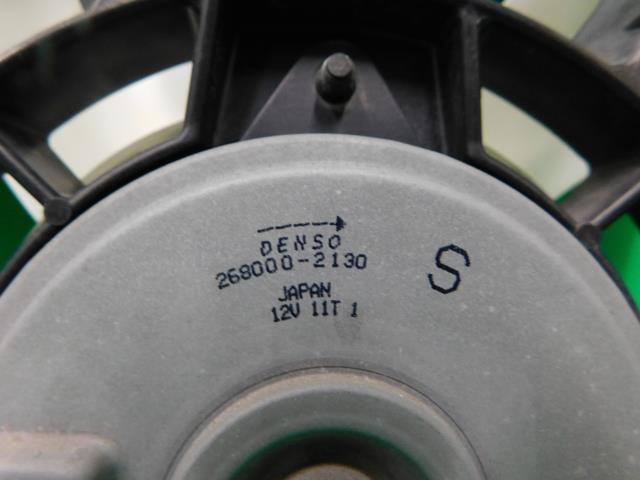 DENSO
268000-2130
S
JAPAN
12V 11T 1